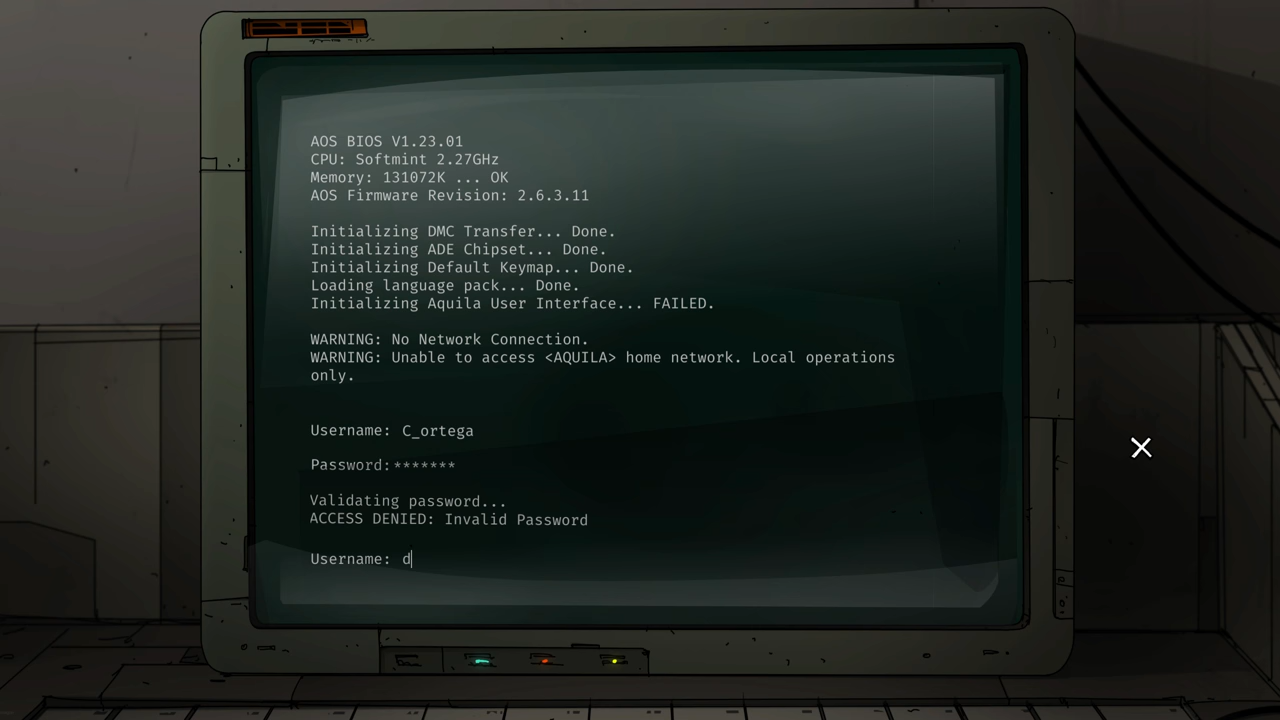 AOS BIOS V1.23.01
CPU: Softmint 2.27GHz
Memory: 131072K ... OK
AOS Firmware Revision: 2.6.3.11
Initializing DMC Transfer... Done.
Initializing ADE Chipset... Done.
Initializing Default Keymap... Done.
Loading language pack... Done.
Initializing Aquila User Interface... FAILED.
WARNING: No Network Connection.
WARNING: Unable to access <AQUILA> home network. Local operations
only.
Username: C_ortega
Password:*******
Validating password...
ACCESS DENIED: Invalid Password
Username: d